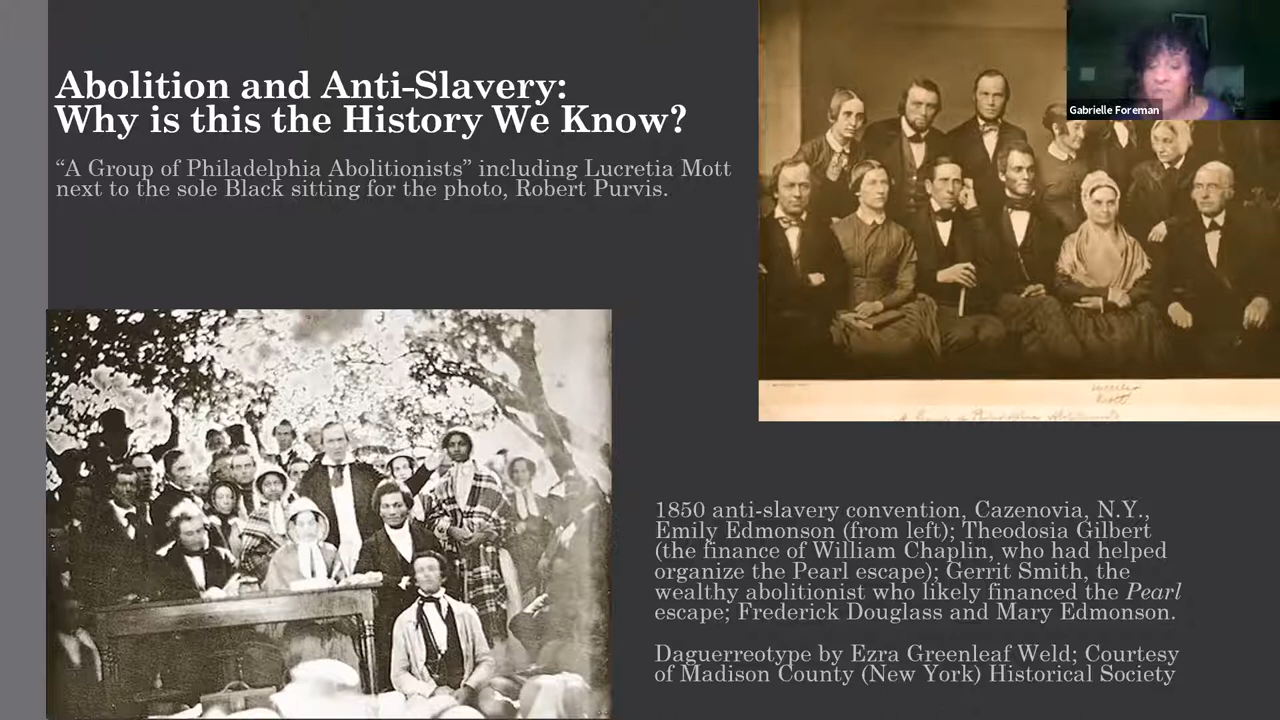 Abolition and Anti-Slavery:
Why is this the History We Know?
“A Group of Philadelphia Abolitionists” including Lucretia Mott
next to the sole Black sitting for the photo, Robert Purvis.
Gabrielle Foreman
1850 anti-slavery convention, Cazenovia, N.Y.,
Emily Edmonson (from left); Theodosia Gilbert
(the finance of William Chaplin, who had helped
organize the Pearl escape); Gerrit Smith, the
wealthy abolitionist who likely financed the Pearl
escape; Frederick Douglass and Mary Edmonson.
Daguerreotype by Ezra Greenleaf Weld; Courtesy
of Madison County (New York) Historical Society